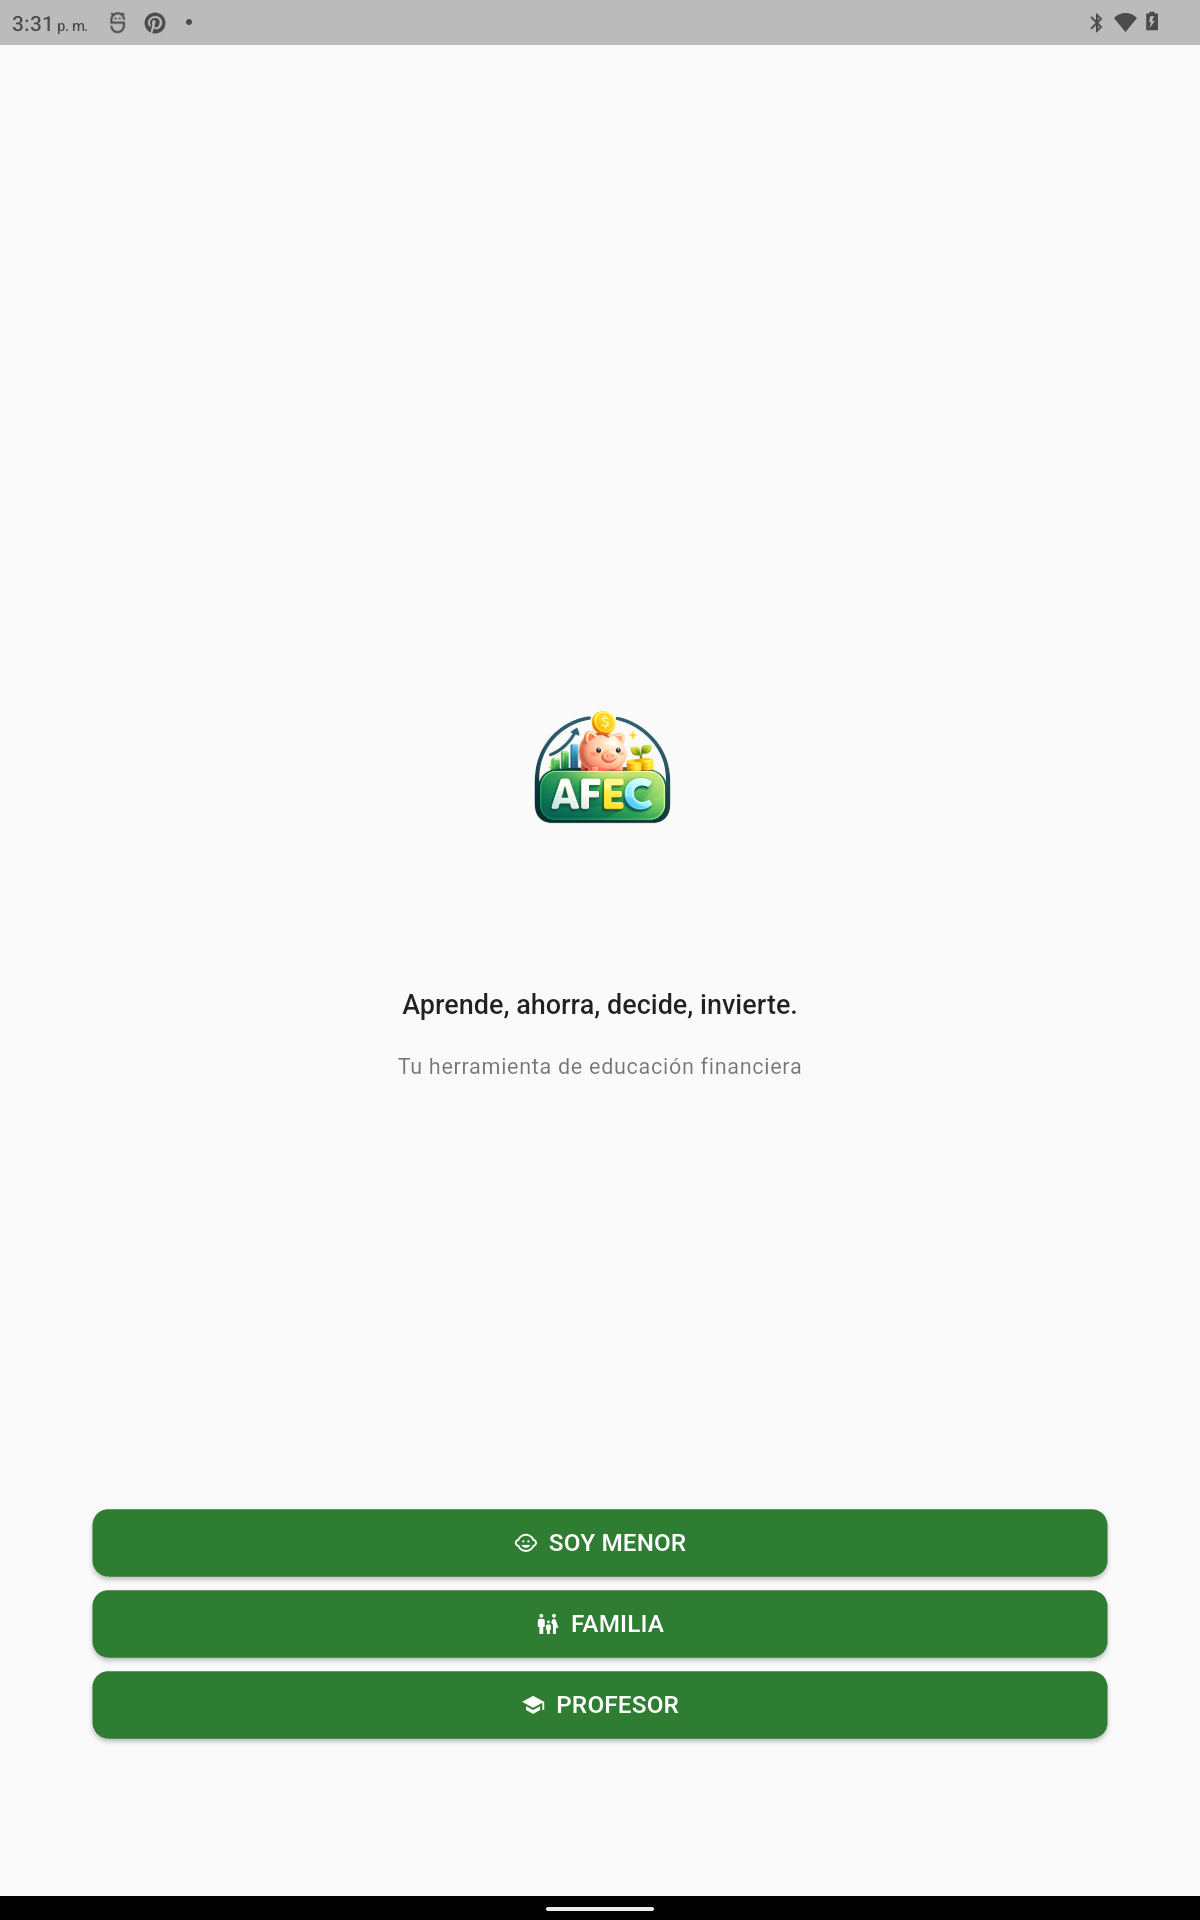 3:31 p. m.
AFEC
Aprende, ahorra, decide, invierte.
Tu herramienta de educación financiera
SOY MENOR
FAMILIA
PROFESOR